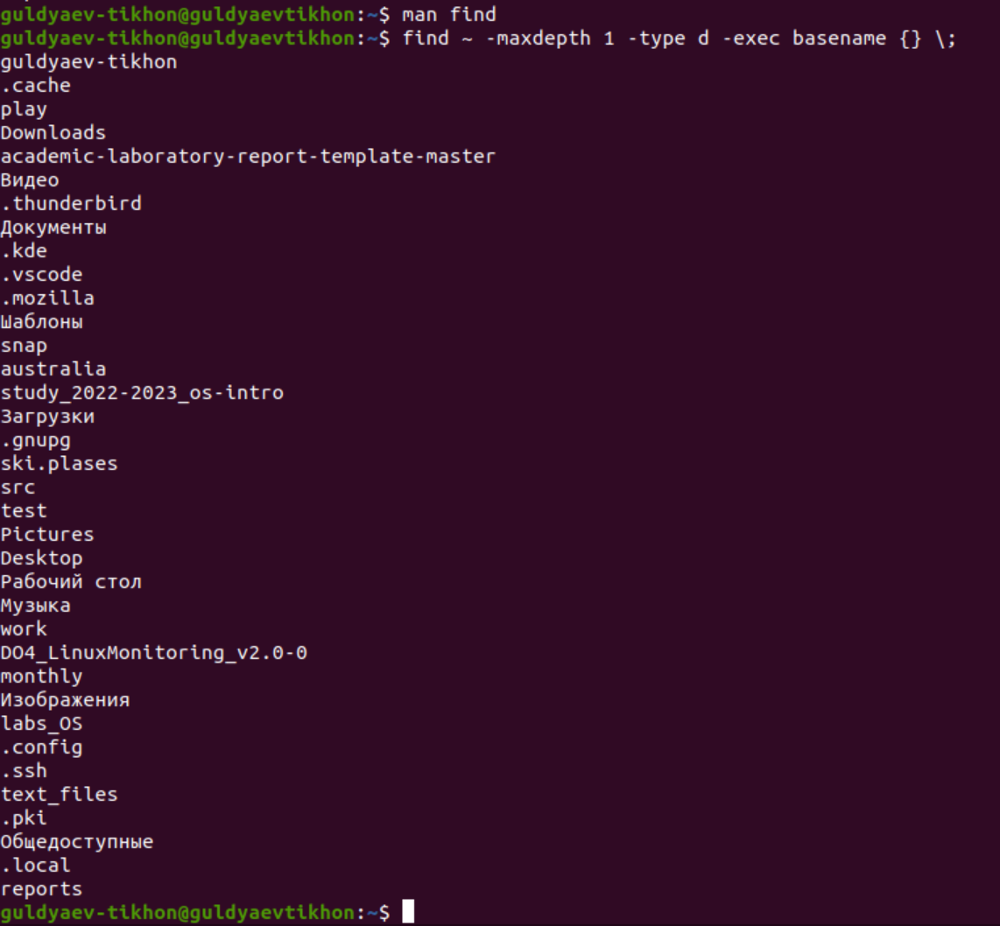 guldyaev-tikhon@guldyaevtikhon:~$ man find
guldyaev-tikhon@guldyaevtikhon:~$ find ~ -maxdepth 1 -type d -exec basename {} \;
guldyaev-tikhon
.cache
play
Downloads
academic-laboratory-report-template-master
Видео
.thunderbird
Документы
.kde
.vscode
.mozilla
Шаблоны
snap
australia
study_2022-2023_os-intro
Загрузки
.gnupg
ski.plases
src
test
Pictures
Desktop
Рабочий стол
Музыка
work
DO4_LinuxMonitoring_v2.0-0
monthly
Изображения
labs_OS
.config
.ssh
text_files
.pki
Общедоступные
.local
reports
guldyaev-tikhon@guldyaevtikhon:~$